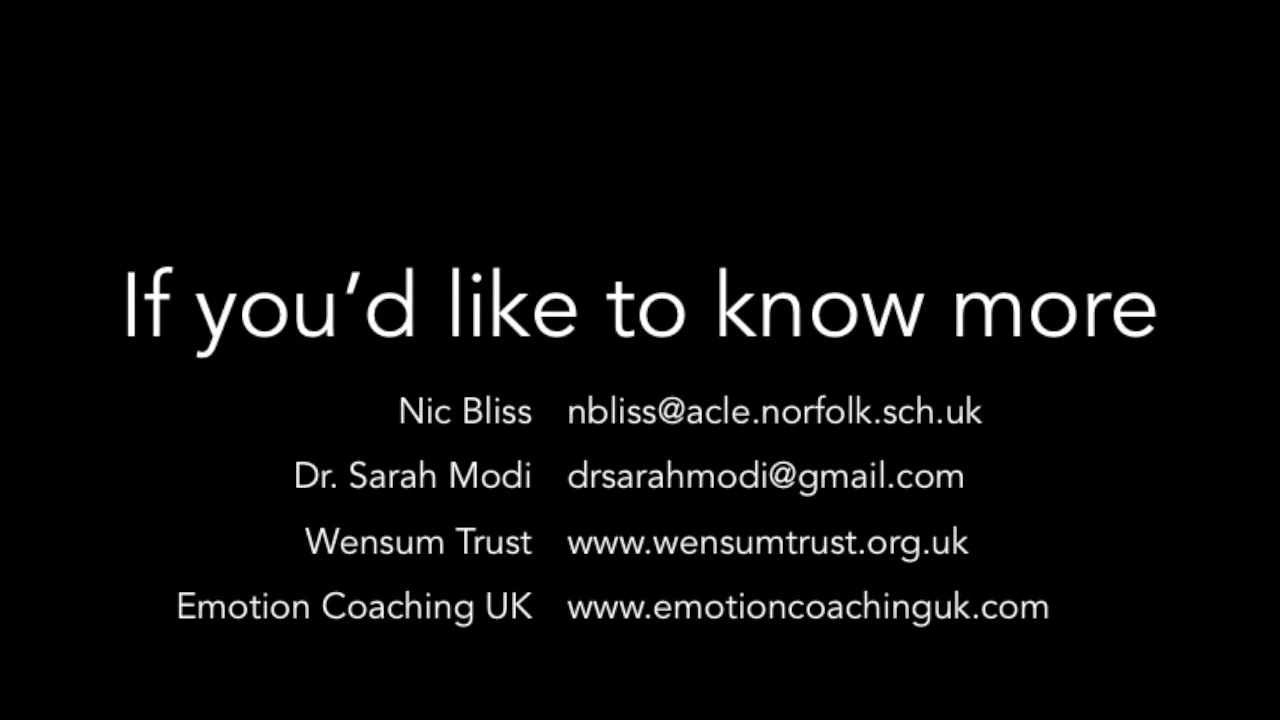 If you’d like to know more
Nic Bliss nbliss@acle.norfolk.sch.uk
Dr. Sarah Modi drsarahmodi@gmail.com
Wensum Trust www.wensumtrust.org.uk
Emotion Coaching UK www.emotioncoachinguk.com